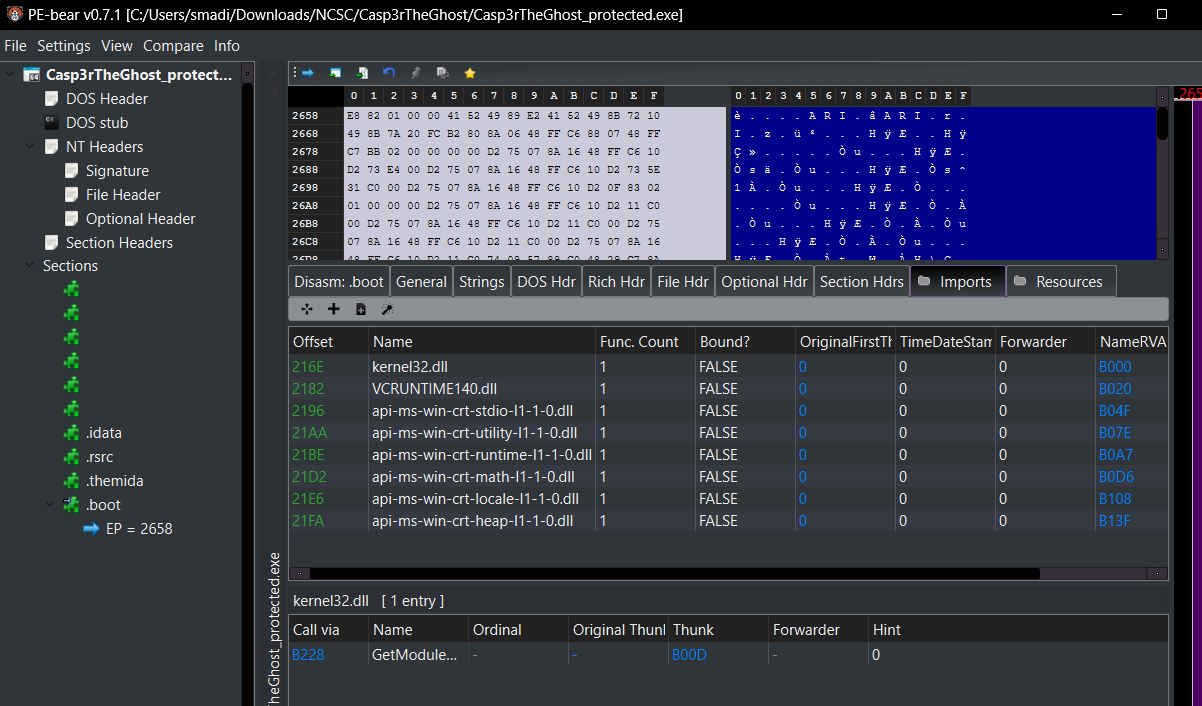 PE-bear v0.7.1 [C:/Users/smadi/Downloads/NCSC/Casp3rTheGhost/Casp3rTheGhost_protected.exe]
File Settings View Compare Info
Casp3rTheGhost_protect...
DOS Header
DOS stub
NT Headers
Signature
File Header
Optional Header
Section Headers
Sections
.idata
.rsrc
.themida
.boot
EP = 2658
TheGhost_protected.exe
0 1 2 3 4 5 6 7 8 9 A B C D E F 0 1 2 3 4 5 6 7 8 9 A B C D E F
2658 E8 82 01 00 00 41 52 49 89 E2 41 52 49 8B 72 10 è . . . . A R I . â A R I . r .
2668 49 8B 7A 20 FC B2 80 8A 06 48 FF C6 88 07 48 FF I . z . ü ² . . . H ÿ Æ . . H ÿ
2678 C7 BB 02 00 00 00 00 D2 75 07 8A 16 48 FF C6 10 Ç » . . . . . Ò u . . . H ÿ Æ .
2688 D2 73 E4 00 D2 75 07 8A 16 48 FF C6 10 D2 73 5E Ò s ä . Ò u . . . H ÿ Æ . Ò s ^
2698 31 C0 00 D2 75 07 8A 16 48 FF C6 10 D2 0F 83 02 1 À . Ò u . . . H ÿ Æ . Ò . . .
26A8 01 00 00 00 D2 75 07 8A 16 48 FF C6 10 D2 11 C0 . . . . Ò u . . . H ÿ Æ . Ò . À
26B8 00 D2 75 07 8A 16 48 FF C6 10 D2 11 C0 00 D2 75 . Ò u . . . H ÿ Æ . Ò . À . Ò u
26C8 07 8A 16 48 FF C6 10 D2 11 C0 00 D2 75 07 8A 16 . . . H ÿ Æ . Ò . À . Ò u . . .
Disasm: .boot General Strings DOS Hdr Rich Hdr File Hdr Optional Hdr Section Hdrs Imports Resources
Offset Name Func. Count Bound? OriginalFirstTh TimeDateStam Forwarder NameRVA
216E kernel32.dll 1 FALSE 0 0 0 B000
2182 VCRUNTIME140.dll 1 FALSE 0 0 0 B020
2196 api-ms-win-crt-stdio-l1-1-0.dll 1 FALSE 0 0 0 B04F
21AA api-ms-win-crt-utility-l1-1-0.dll 1 FALSE 0 0 0 B07E
21BE api-ms-win-crt-runtime-l1-1-0.dll 1 FALSE 0 0 0 B0A7
21D2 api-ms-win-crt-math-l1-1-0.dll 1 FALSE 0 0 0 B0D6
21E6 api-ms-win-crt-locale-l1-1-0.dll 1 FALSE 0 0 0 B108
21FA api-ms-win-crt-heap-l1-1-0.dll 1 FALSE 0 0 0 B13F
kernel32.dll [ 1 entry ]
Call via Name Ordinal Original Thunk Thunk Forwarder Hint
B228 GetModule... - - B00D - 0